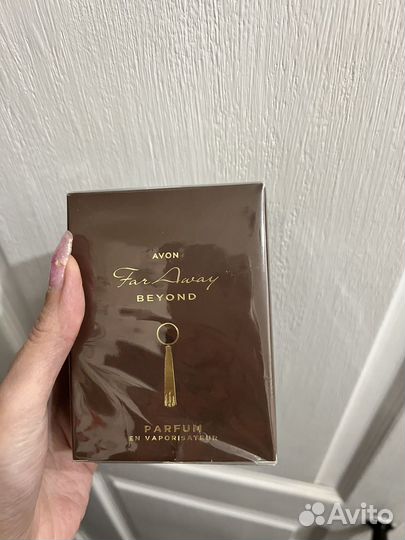 AVON
Far Away
BEYOND
PARFUM
EN VAPORISATEUR
Avito